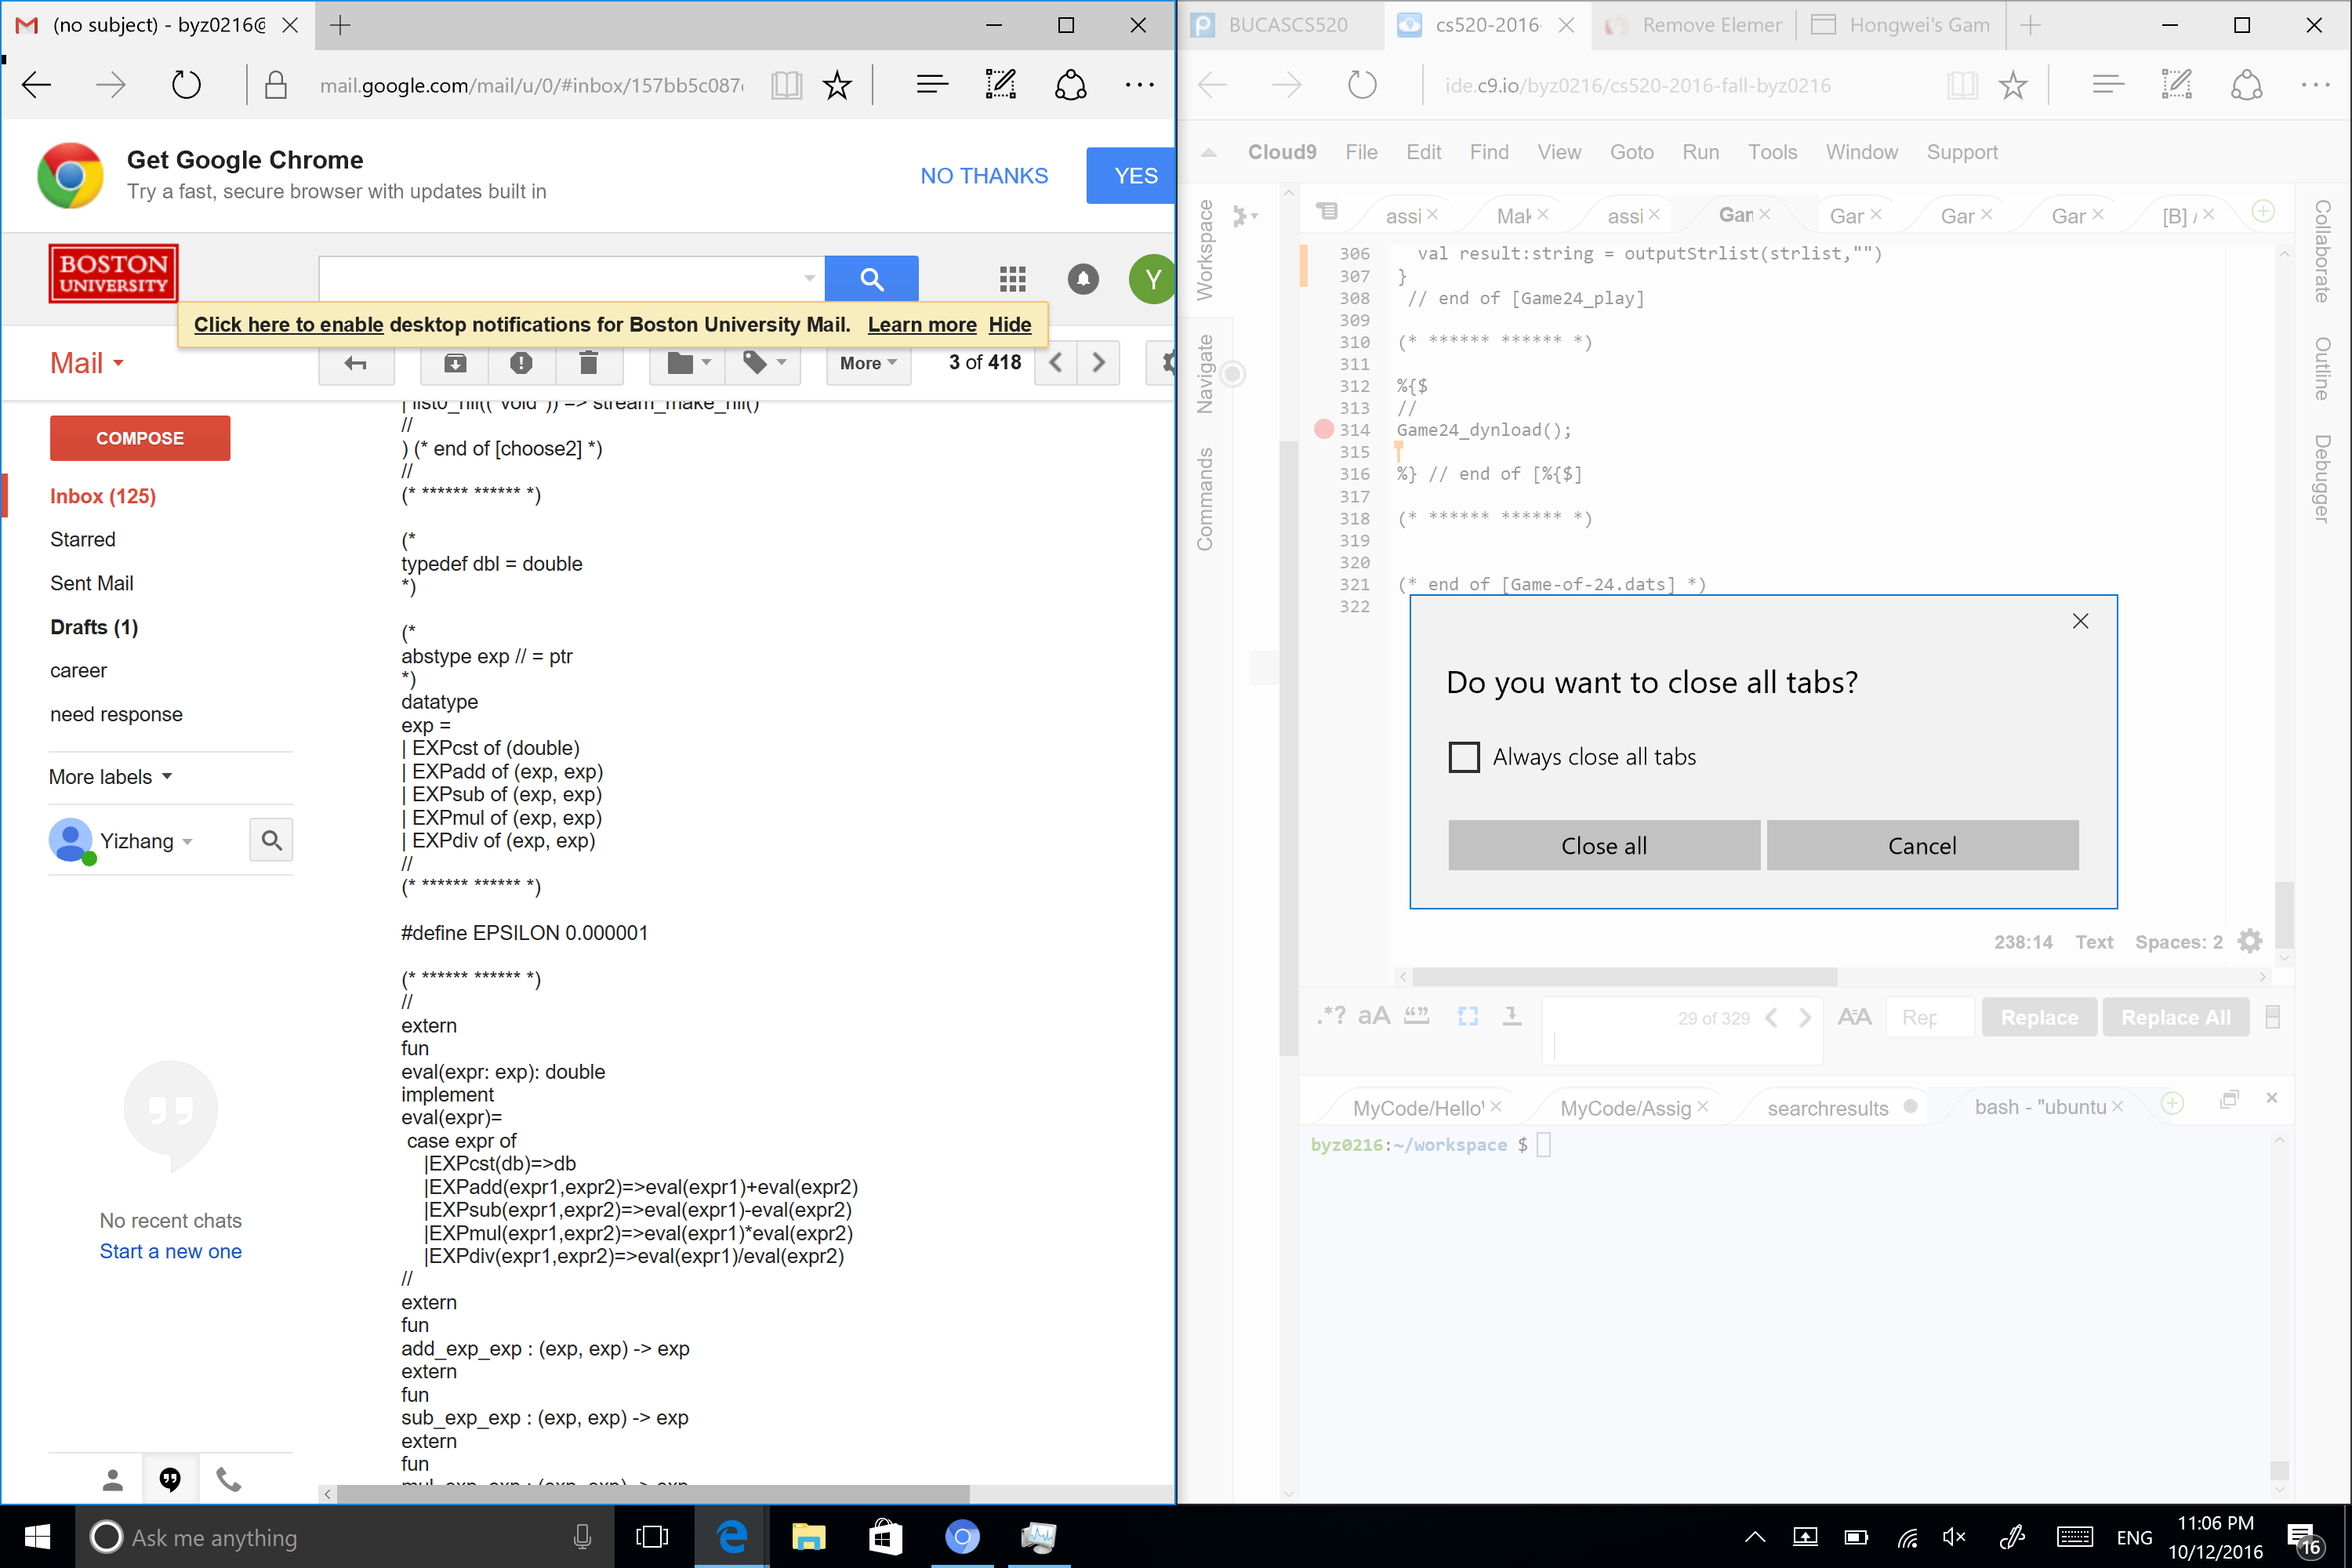 (no subject) - byz0216@
mail.google.com/mail/u/0/#inbox/157bb5c087
Get Google Chrome
Try a fast, secure browser with updates built in
NO THANKS
YES
BOSTON
UNIVERSITY
Y
Click here to enable desktop notifications for Boston University Mail. Learn more Hide
Mail
More
3 of 418
COMPOSE
Inbox (125)
Starred
Sent Mail
Drafts (1)
career
need response
More labels
Yizhang
No recent chats
Start a new one
| list0_nil((*void*)) => stream_make_nil()
//
) (* end of [choose2] *)
//
(* ****** ****** *)
(*
typedef dbl = double
*)
(*
abstype exp // = ptr
*)
datatype
exp =
| EXPcst of (double)
| EXPadd of (exp, exp)
| EXPsub of (exp, exp)
| EXPmul of (exp, exp)
| EXPdiv of (exp, exp)
//
(* ****** ****** *)
#define EPSILON 0.000001
(* ****** ****** *)
//
extern
fun
eval(expr: exp): double
implement
eval(expr)=
case expr of
|EXPcst(db)=>db
|EXPadd(expr1,expr2)=>eval(expr1)+eval(expr2)
|EXPsub(expr1,expr2)=>eval(expr1)-eval(expr2)
|EXPmul(expr1,expr2)=>eval(expr1)*eval(expr2)
|EXPdiv(expr1,expr2)=>eval(expr1)/eval(expr2)
//
extern
fun
add_exp_exp : (exp, exp) -> exp
extern
fun
sub_exp_exp : (exp, exp) -> exp
extern
fun
BUCASCS520
cs520-2016-
Remove Elemer
Hongwei's Gam
ide.c9.io/byz0216/cs520-2016-fall-byz0216
Cloud9 File Edit Find View Goto Run Tools Window Support
Workspace
Navigate
Commands
Collaborate
Outline
Debugger
assi Mak assi Gar Gar Gar Gar [B] /
306 val result:string = outputStrlist(strlist,"")
307 }
308 // end of [Game24_play]
309
310 (* ****** ****** *)
311
312 %{$
313 //
314 Game24_dynload();
315
316 %} // end of [%{$]
317
318 (* ****** ****** *)
319
320
321 (* end of [Game-of-24.dats] *)
322
Do you want to close all tabs?
Always close all tabs
Close all
Cancel
238:14 Text Spaces: 2
.*? aA “”
29 of 329
AA
Rep
Replace
Replace All
MyCode/Hello
MyCode/Assig
searchresults
bash - "ubuntu
byz0216:~/workspace $
Ask me anything
ENG
11:06 PM
10/12/2016
16